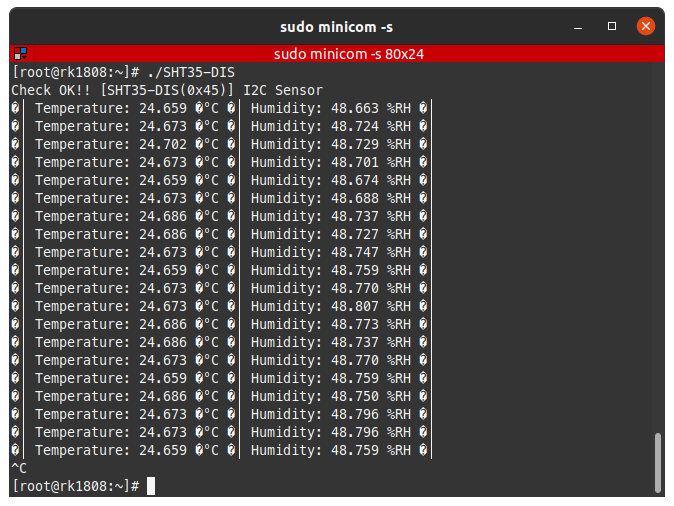 sudo minicom -s
sudo minicom -s 80x24
[root@rk1808:~]# ./SHT35-DIS
Check OK!! [SHT35-DIS(0x45)] I2C Sensor
�│ Temperature: 24.659 �°C �│ Humidity: 48.663 %RH �│
�│ Temperature: 24.673 �°C �│ Humidity: 48.724 %RH �│
�│ Temperature: 24.702 �°C �│ Humidity: 48.729 %RH �│
�│ Temperature: 24.673 �°C �│ Humidity: 48.701 %RH �│
�│ Temperature: 24.659 �°C �│ Humidity: 48.674 %RH �│
�│ Temperature: 24.673 �°C �│ Humidity: 48.688 %RH �│
�│ Temperature: 24.686 �°C �│ Humidity: 48.737 %RH �│
�│ Temperature: 24.686 �°C �│ Humidity: 48.727 %RH �│
�│ Temperature: 24.673 �°C �│ Humidity: 48.747 %RH �│
�│ Temperature: 24.659 �°C �│ Humidity: 48.759 %RH �│
�│ Temperature: 24.673 �°C �│ Humidity: 48.770 %RH �│
�│ Temperature: 24.673 �°C �│ Humidity: 48.807 %RH �│
�│ Temperature: 24.686 �°C �│ Humidity: 48.773 %RH �│
�│ Temperature: 24.686 �°C �│ Humidity: 48.737 %RH �│
�│ Temperature: 24.673 �°C �│ Humidity: 48.770 %RH �│
�│ Temperature: 24.659 �°C �│ Humidity: 48.759 %RH �│
�│ Temperature: 24.686 �°C �│ Humidity: 48.750 %RH �│
�│ Temperature: 24.673 �°C �│ Humidity: 48.796 %RH �│
�│ Temperature: 24.673 �°C �│ Humidity: 48.796 %RH �│
�│ Temperature: 24.659 �°C �│ Humidity: 48.759 %RH �│
^C
[root@rk1808:~]#